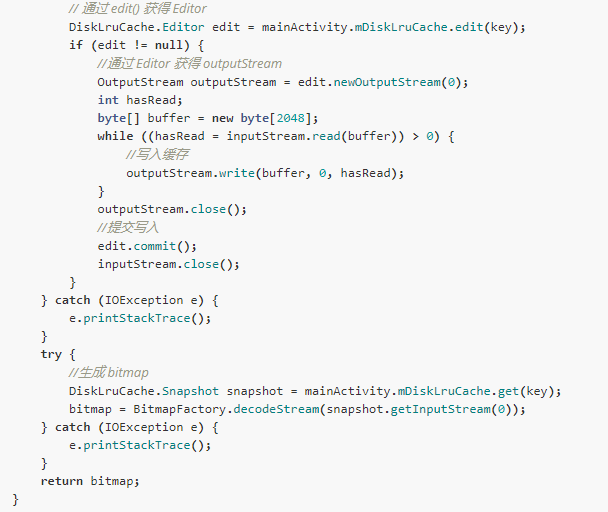 // 通过 edit() 获得 Editor
DiskLruCache.Editor edit = mainActivity.mDiskLruCache.edit(key);
if (edit != null) {
//通过 Editor 获得 outputStream
OutputStream outputStream = edit.newOutputStream(0);
int hasRead;
byte[] buffer = new byte[2048];
while ((hasRead = inputStream.read(buffer)) > 0) {
//写入缓存
outputStream.write(buffer, 0, hasRead);
}
outputStream.close();
//提交写入
edit.commit();
inputStream.close();
}
} catch (IOException e) {
e.printStackTrace();
}
try {
//生成 bitmap
DiskLruCache.Snapshot snapshot = mainActivity.mDiskLruCache.get(key);
bitmap = BitmapFactory.decodeStream(snapshot.getInputStream(0));
} catch (IOException e) {
e.printStackTrace();
}
return bitmap;
}